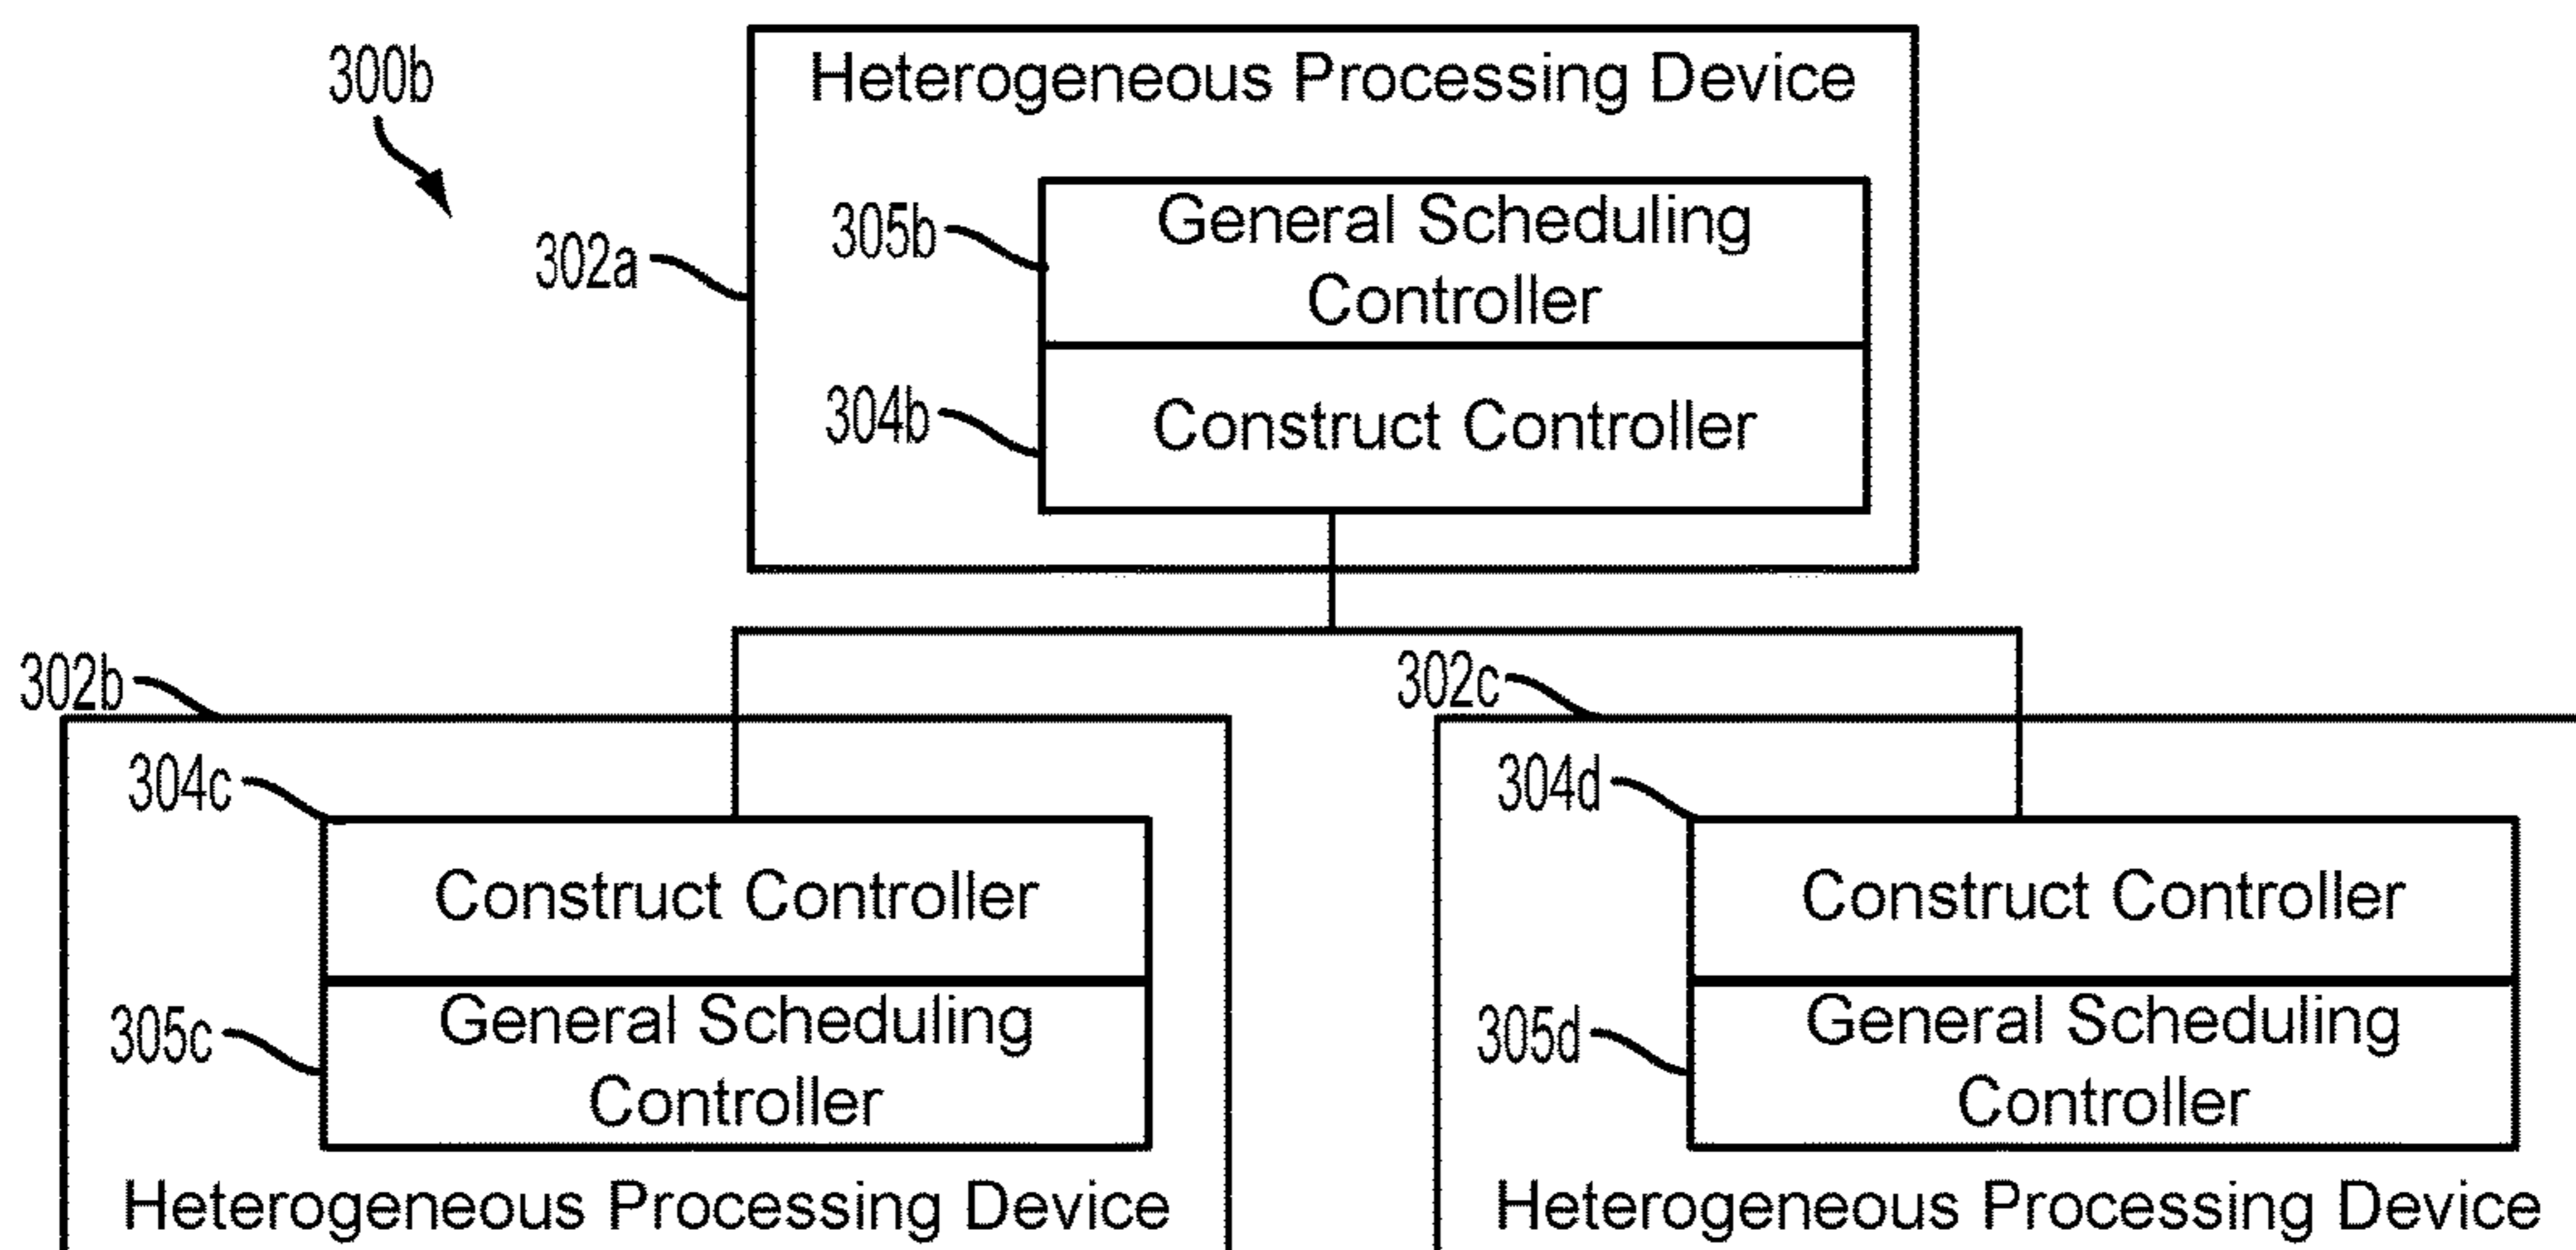 300b
Heterogeneous Processing Device
302a
305b
General Scheduling
Controller
304b
Construct Controller
302b
304c
Construct Controller
305c
General Scheduling
Controller
Heterogeneous Processing Device
302c
304d
Construct Controller
305d
General Scheduling
Controller
Heterogeneous Processing Device